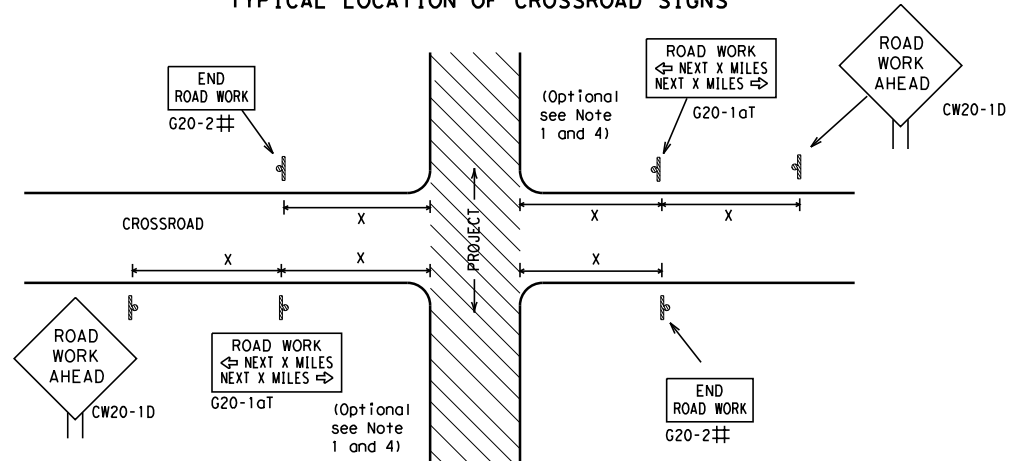 TYPICAL LOCATION OF CROSSROAD SIGNS
END
ROAD WORK
G20-2⌗
(Optional
see Note
1 and 4)
ROAD WORK
⇦ NEXT X MILES
NEXT X MILES ⇨
G20-1aT
ROAD
WORK
AHEAD
CW20-1D
X
X
X
CROSSROAD
PROJECT
X
X
X
ROAD
WORK
AHEAD
CW20-1D
ROAD WORK
⇦ NEXT X MILES
NEXT X MILES ⇨
G20-1aT
(Optional
see Note
1 and 4)
END
ROAD WORK
G20-2⌗